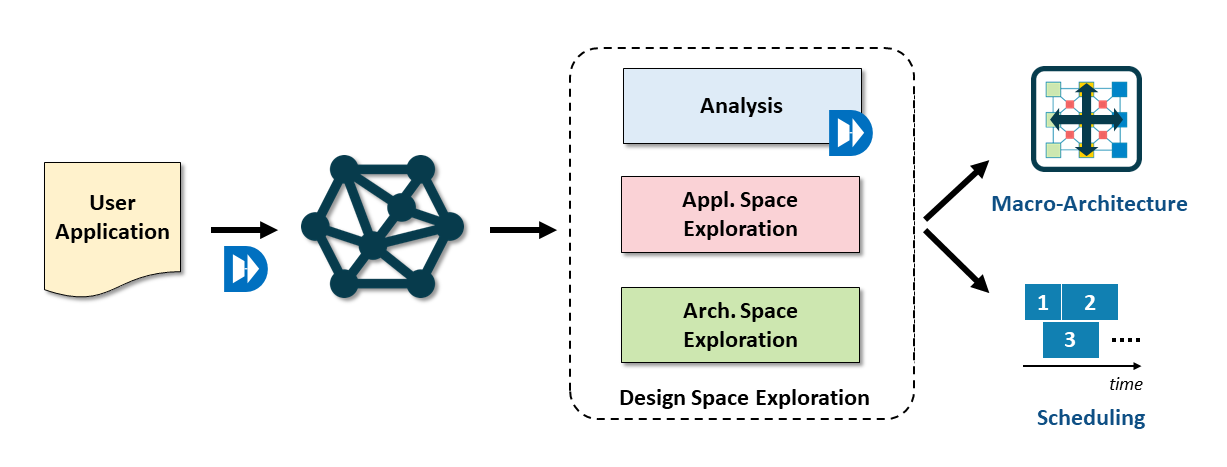 User
Application
Analysis
Appl. Space
Exploration
Arch. Space
Exploration
Design Space Exploration
Macro-Architecture
1 2
3 ....
time
Scheduling